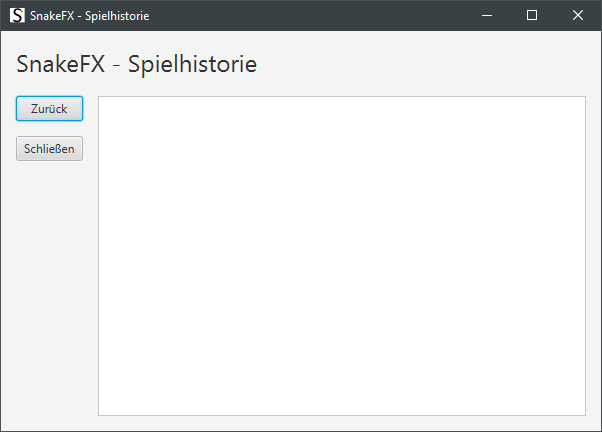 S SnakeFX - Spielhistorie
SnakeFX - Spielhistorie
Zurück
Schließen